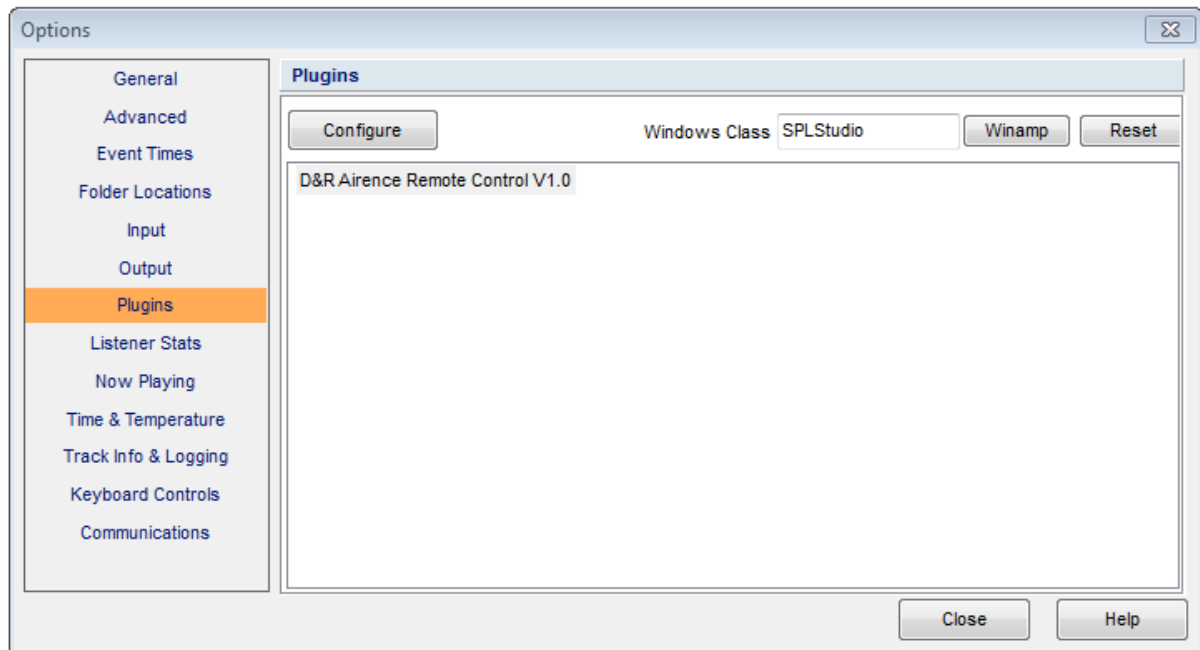 Options
General
Advanced
Event Times
Folder Locations
Input
Output
Plugins
Listener Stats
Now Playing
Time & Temperature
Track Info & Logging
Keyboard Controls
Communications
Plugins
Configure Windows Class SPLStudio Winamp Reset
D&R Airence Remote Control V1.0
Close Help